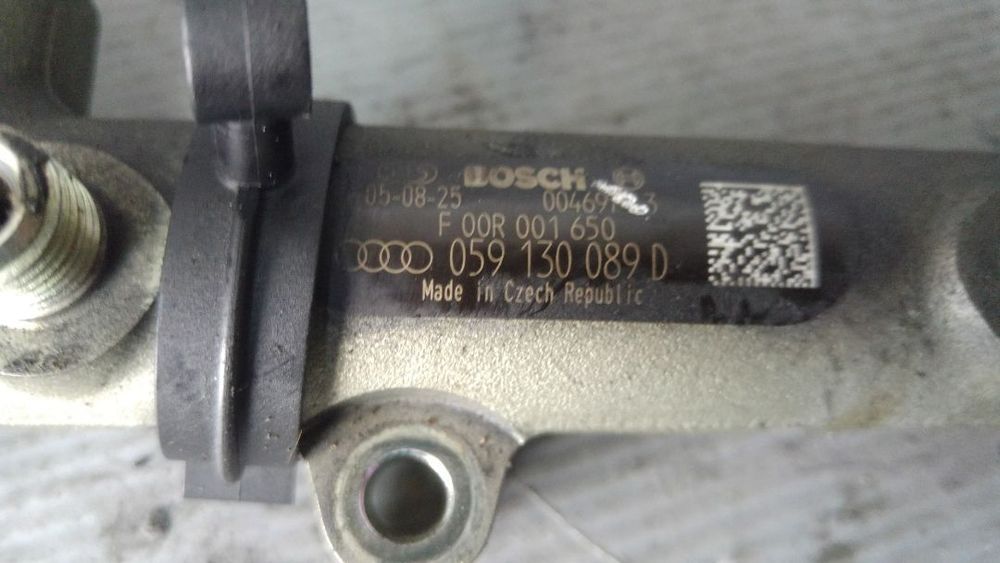 BOSCH
05-08-25
F 00R 001 650
059 130 089 D
Made in Czech Republic